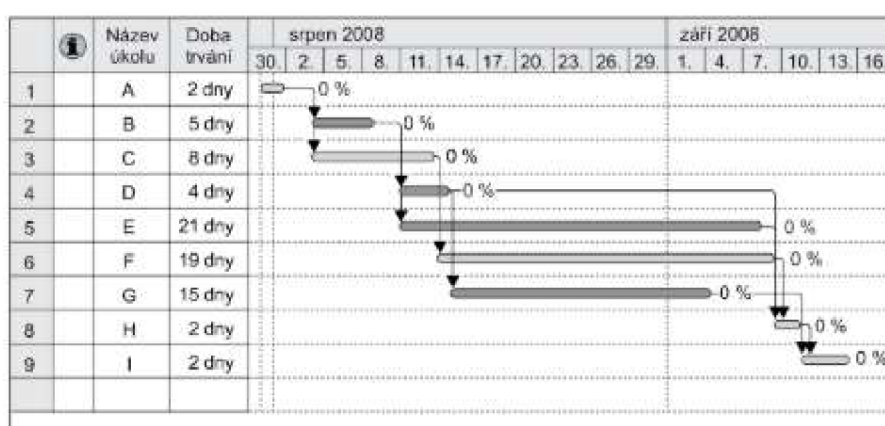 Název úkolu Doba trvání srpen 2008 září 2008
30. 2. 5. 8. 11. 14. 17. 20. 23. 26. 29. 1. 4. 7. 10. 13. 16.
1 A 2 dny 0 %
2 B 5 dny 0 %
3 C 8 dny 0 %
4 D 4 dny 0 %
5 E 21 dny 0 %
6 F 19 dny 0 %
7 G 15 dny 0 %
8 H 2 dny 0 %
9 I 2 dny 0 %